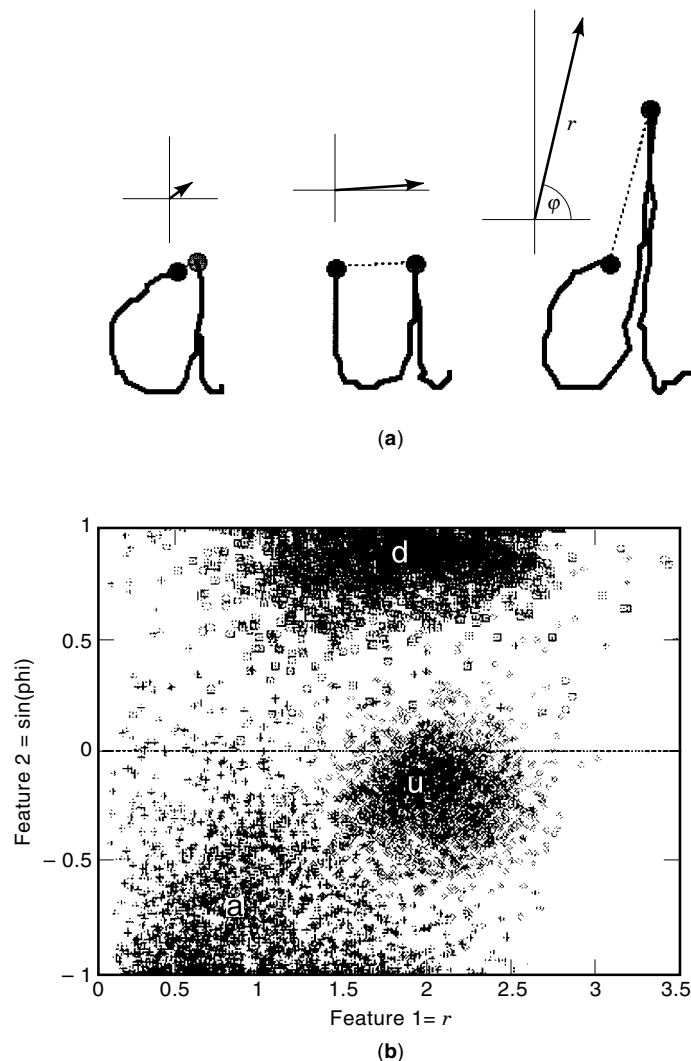 r
φ
(a)
1
0.5
0
– 0.5
– 1
Feature 2 = sin(phi)
d
u
a
0 0.5 1 1.5 2 2.5 3 3.5
Feature 1= r
(b)